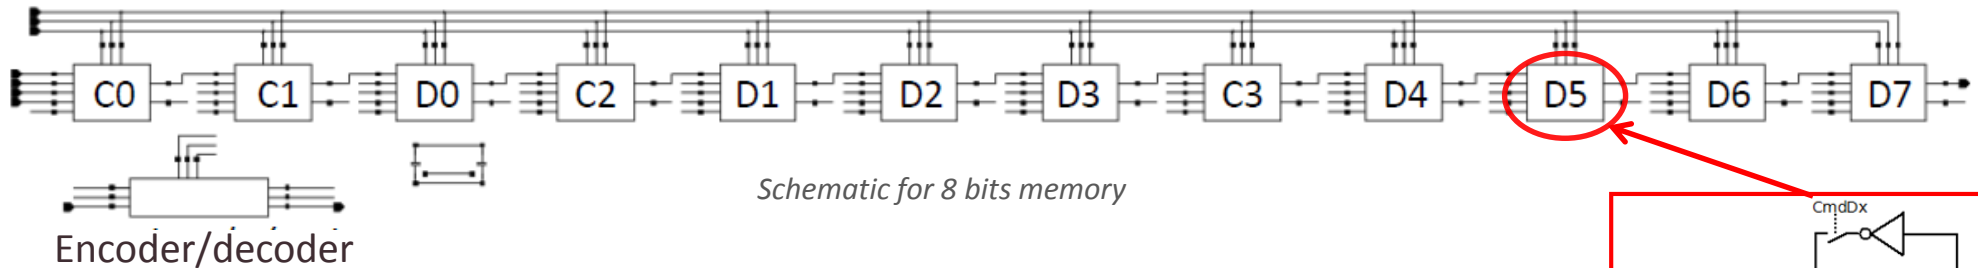 C0 C1 D0 C2 D1 D2 D3 C3 D4 D5 D6 D7
Schematic for 8 bits memory
CmdDx
Encoder/decoder